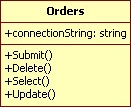 Orders
+connectionString: string
+Submit()
+Delete()
+Select()
+Update()